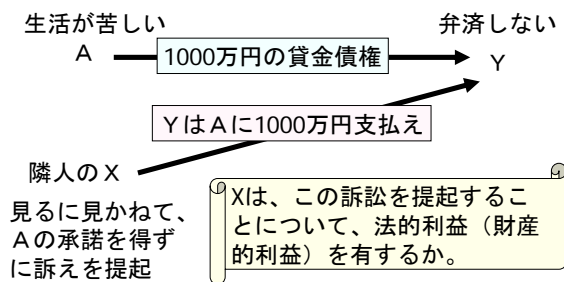 生活が苦しい
弁済しない
A
1000万円の貸金債権
Y
YはAに1000万円支払え
隣人のX
見るに見かねて、
Aの承諾を得ず
に訴えを提起
Xは、この訴訟を提起するこ
とについて、法的利益（財産
的利益）を有するか。